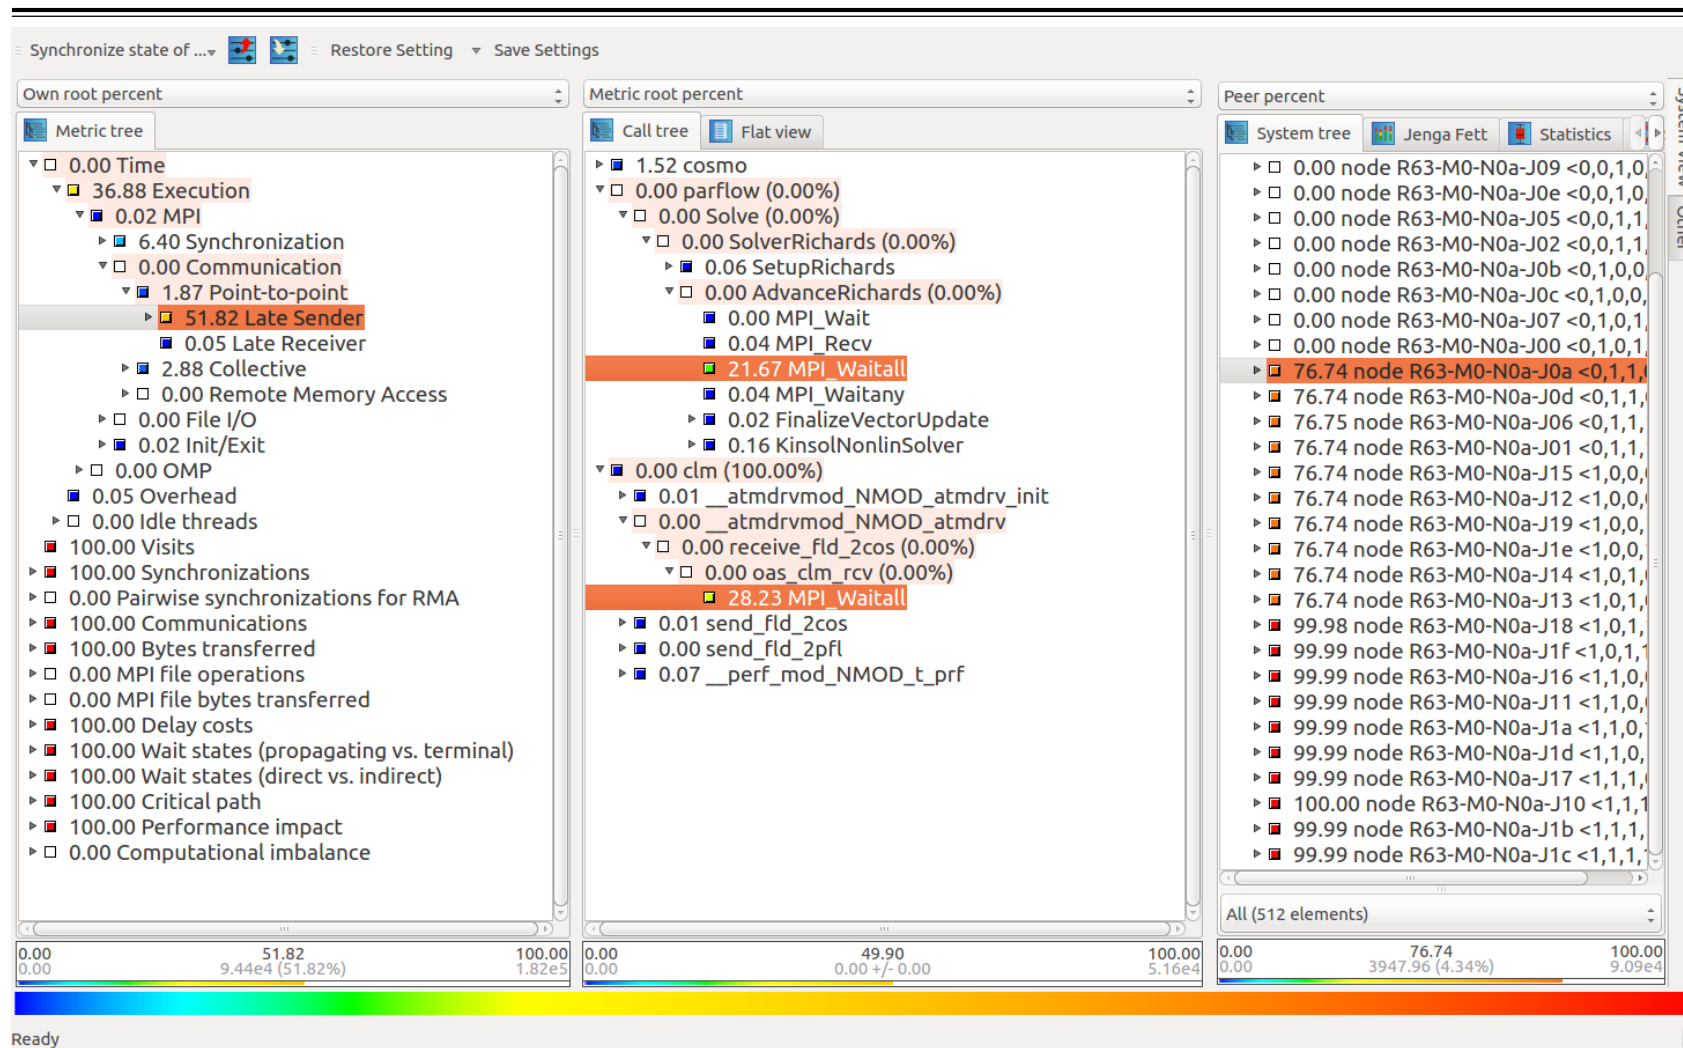 Synchronize state of ...
Restore Setting
Save Settings
Own root percent
Metric tree
0.00 Time
36.88 Execution
0.02 MPI
6.40 Synchronization
0.00 Communication
1.87 Point-to-point
51.82 Late Sender
0.05 Late Receiver
2.88 Collective
0.00 Remote Memory Access
0.00 File I/O
0.02 Init/Exit
0.00 OMP
0.05 Overhead
0.00 Idle threads
100.00 Visits
100.00 Synchronizations
0.00 Pairwise synchronizations for RMA
100.00 Communications
100.00 Bytes transferred
0.00 MPI file operations
0.00 MPI file bytes transferred
100.00 Delay costs
100.00 Wait states (propagating vs. terminal)
100.00 Wait states (direct vs. indirect)
100.00 Critical path
100.00 Performance impact
0.00 Computational imbalance
0.00 51.82 100.00
0.00 9.44e4 (51.82%) 1.82e5
Metric root percent
Call tree Flat view
1.52 cosmo
0.00 parflow (0.00%)
0.00 Solve (0.00%)
0.00 SolverRichards (0.00%)
0.06 SetupRichards
0.00 AdvanceRichards (0.00%)
0.00 MPI_Wait
0.04 MPI_Recv
21.67 MPI_Waitall
0.04 MPI_Waitany
0.02 FinalizeVectorUpdate
0.16 KinsolNonlinSolver
0.00 clm (100.00%)
0.01 __atmdrvmod_NMOD_atmdrv_init
0.00 __atmdrvmod_NMOD_atmdrv
0.00 receive_fld_2cos (0.00%)
0.00 oas_clm_rcv (0.00%)
28.23 MPI_Waitall
0.01 send_fld_2cos
0.00 send_fld_2pfl
0.07 __perf_mod_NMOD_t_prf
0.00 49.90 100.00
0.00 0.00 +/- 0.00 5.16e4
Peer percent
System tree Jenga Fett Statistics
0.00 node R63-M0-N0a-J09 <0,0,1,0,
0.00 node R63-M0-N0a-J0e <0,0,1,0,
0.00 node R63-M0-N0a-J05 <0,0,1,1,
0.00 node R63-M0-N0a-J02 <0,0,1,1,
0.00 node R63-M0-N0a-J0b <0,1,0,0,
0.00 node R63-M0-N0a-J0c <0,1,0,0,
0.00 node R63-M0-N0a-J07 <0,1,0,1,
0.00 node R63-M0-N0a-J00 <0,1,0,1,
76.74 node R63-M0-N0a-J0a <0,1,1,
76.74 node R63-M0-N0a-J0d <0,1,1,
76.75 node R63-M0-N0a-J06 <0,1,1,
76.74 node R63-M0-N0a-J01 <0,1,1,
76.74 node R63-M0-N0a-J15 <1,0,0,
76.74 node R63-M0-N0a-J12 <1,0,0,
76.74 node R63-M0-N0a-J19 <1,0,0,
76.74 node R63-M0-N0a-J1e <1,0,0,
76.74 node R63-M0-N0a-J14 <1,0,1,
76.74 node R63-M0-N0a-J13 <1,0,1,
99.98 node R63-M0-N0a-J18 <1,0,1,
99.99 node R63-M0-N0a-J1f <1,0,1,1
99.99 node R63-M0-N0a-J16 <1,1,0,
99.99 node R63-M0-N0a-J11 <1,1,0,
99.99 node R63-M0-N0a-J1a <1,1,0,
99.99 node R63-M0-N0a-J1d <1,1,0,
99.99 node R63-M0-N0a-J17 <1,1,1,
100.00 node R63-M0-N0a-J10 <1,1,1
99.99 node R63-M0-N0a-J1b <1,1,1,
99.99 node R63-M0-N0a-J1c <1,1,1,
All (512 elements)
0.00 76.74 100.00
0.00 3947.96 (4.34%) 9.09e4
Ready